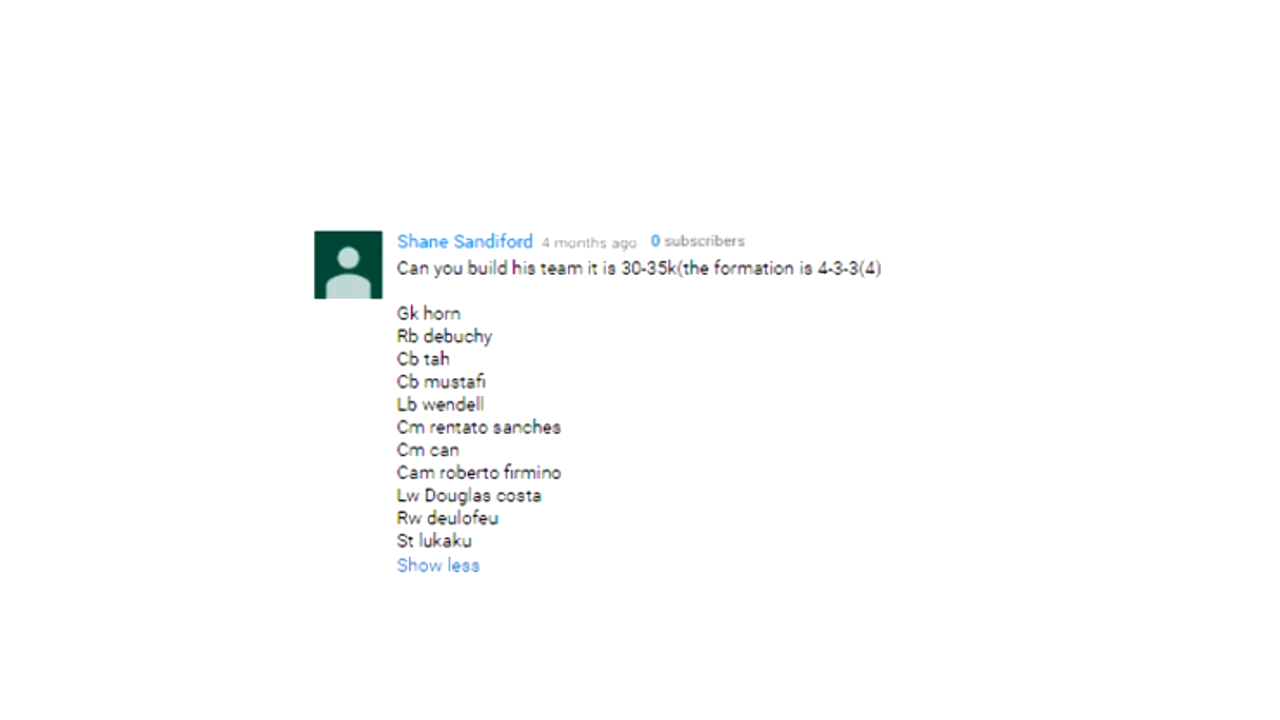 Shane Sandiford 4 months ago 0 subscribers
Can you build his team it is 30-35k(the formation is 4-3-3(4)
Gk horn
Rb debuchy
Cb tah
Cb mustafi
Lb wendell
Cm rentato sanches
Cm can
Cam roberto firmino
Lw Douglas costa
Rw deulofeu
St lukaku
Show less